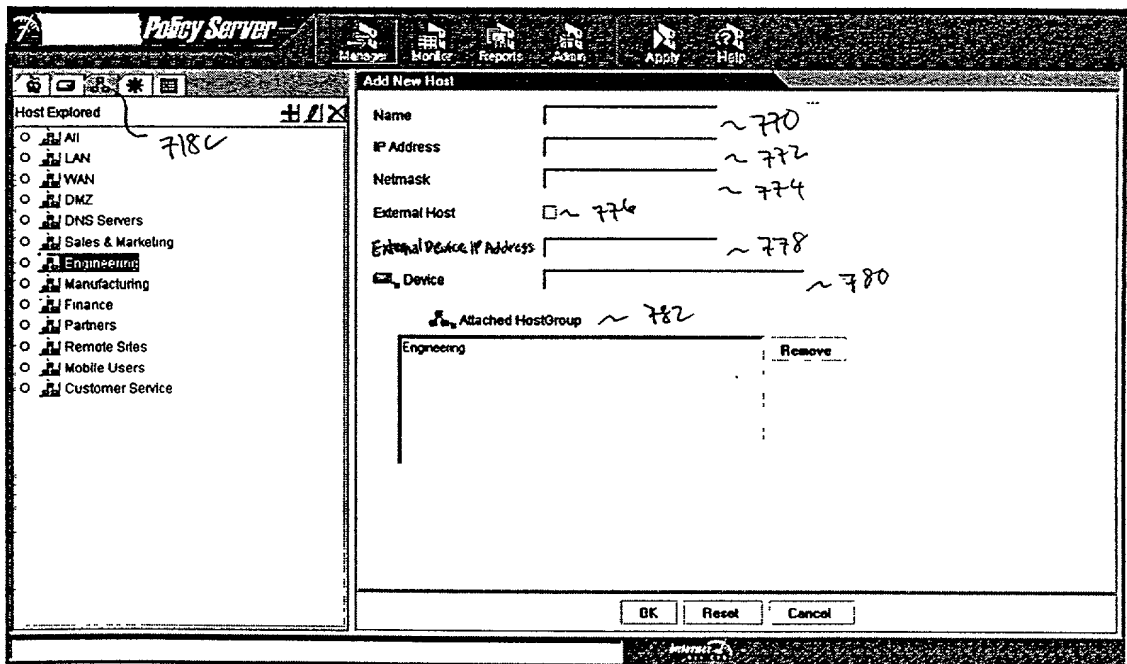 Policy Server
Manager Monitor Reports Admin Apply Help
Host Explored
718C
All
LAN
WAN
DMZ
DNS Servers
Sales & Marketing
Engineering
Manufacturing
Finance
Partners
Remote Sites
Mobile Users
Customer Service
Add New Host
Name ~ 770
IP Address ~ 772
Netmask ~ 774
External Host ~ 776
External Device IP Address ~ 778
Device ~ 780
Attached HostGroup ~ 782
Engineering
Remove
OK Reset Cancel